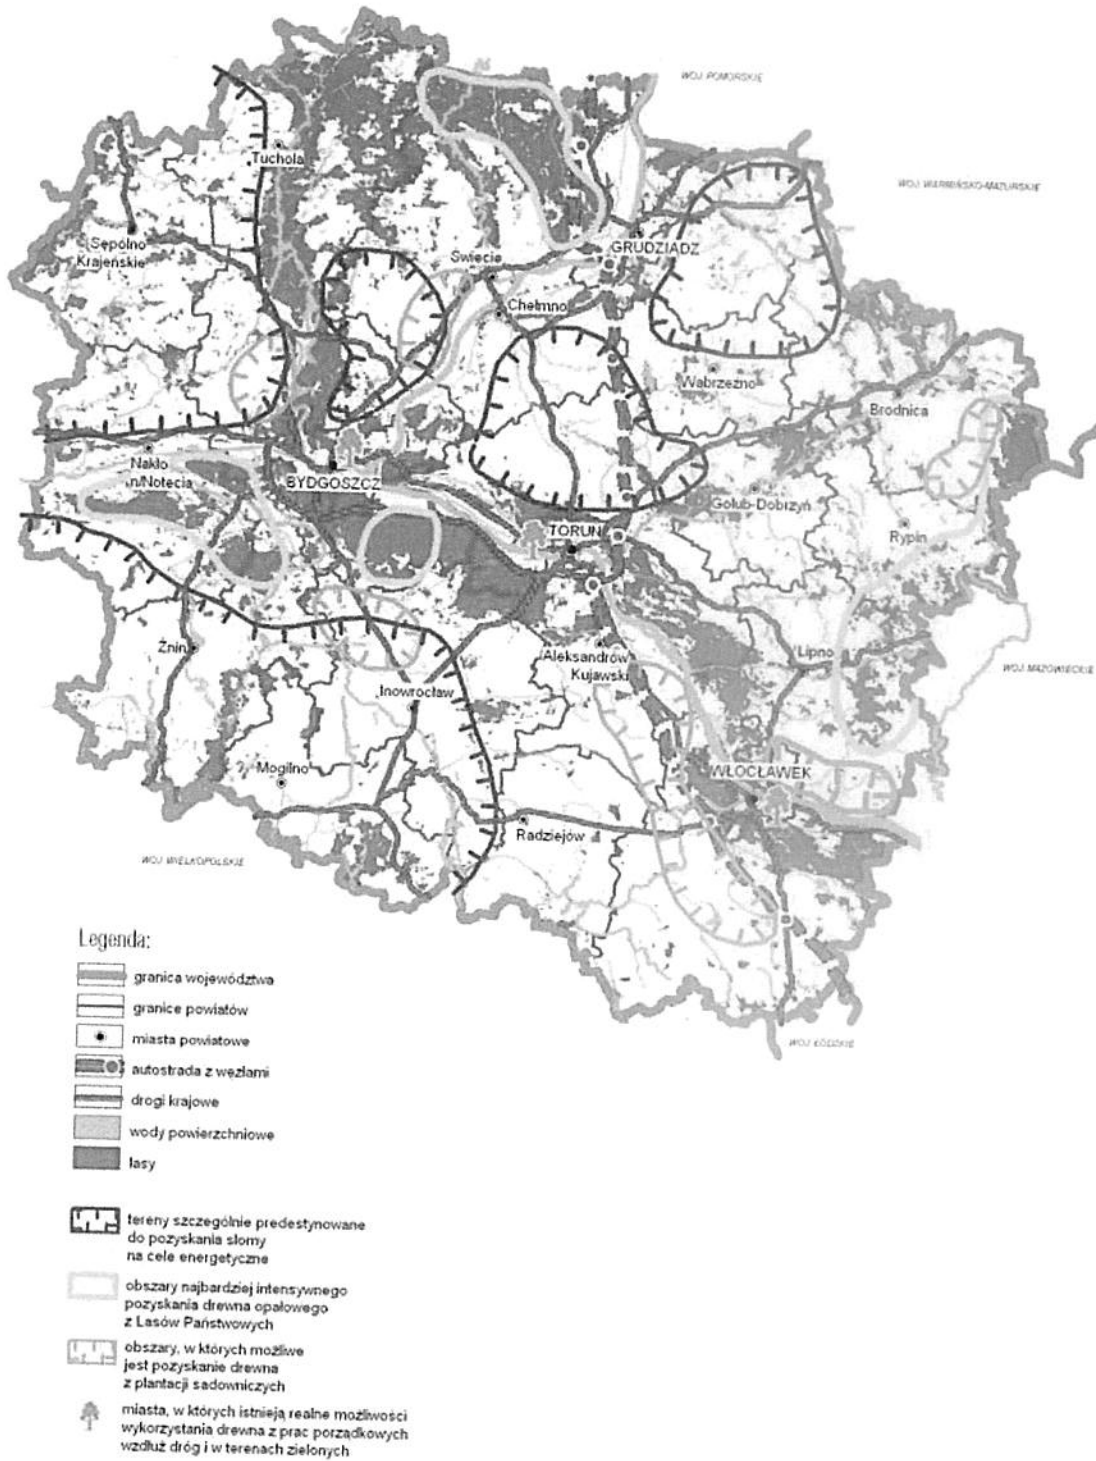 WOJ. POMORSKIE
WOJ. WARMIŃSKO-MAZURSKIE
Tuchola
Sępólno
Krajeńskie
Świecie
GRUDZIĄDZ
Chełmno
Wąbrzeźno
Brodnica
Nakło
n/Notecią
BYDGOSZCZ
Golub-Dobrzyń
TORUŃ
Rypin
Żnin
Aleksandrów
Kujawski
Lipno
WOJ. MAZOWIECKIE
Inowrocław
Mogilno
WŁOCŁAWEK
Radziejów
WOJ. WIELKOPOLSKIE
WOJ. ŁÓDZKIE
Legenda:
granica województwa
granice powiatów
miasta powiatowe
autostrada z węzłami
drogi krajowe
wody powierzchniowe
lasy
tereny szczególnie predestynowane
do pozyskania słomy
na cele energetyczne
obszary najbardziej intensywnego
pozyskania drewna opałowego
z Lasów Państwowych
obszary, w których możliwe
jest pozyskanie drewna
z plantacji sadowniczych
miasta, w których istnieją realne możliwości
wykorzystania drewna z prac porządkowych
wzdłuż dróg i w terenach zielonych